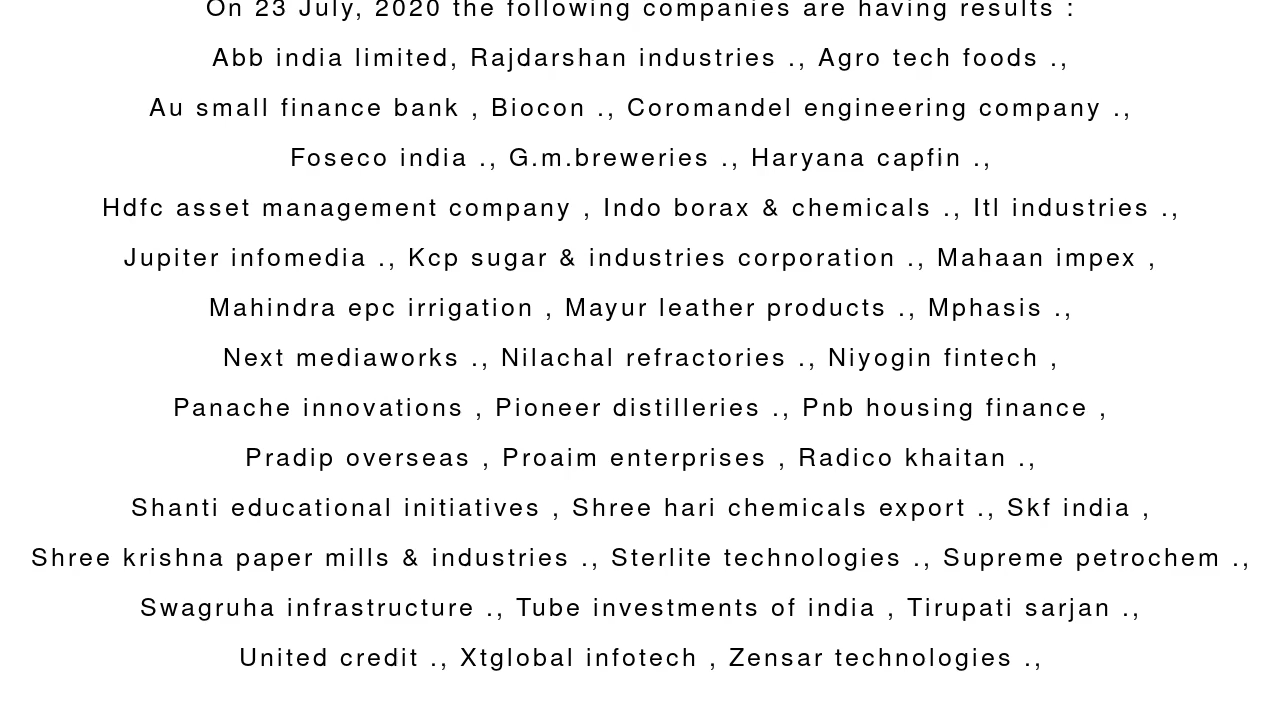 On 23 July, 2020 the following companies are having results :
Abb india limited, Rajdarshan industries ., Agro tech foods .,
Au small finance bank , Biocon ., Coromandel engineering company .,
Foseco india ., G.m.breweries ., Haryana capfin .,
Hdfc asset management company , Indo borax & chemicals ., Itl industries .,
Jupiter infomedia ., Kcp sugar & industries corporation ., Mahaan impex ,
Mahindra epc irrigation , Mayur leather products ., Mphasis .,
Next mediaworks ., Nilachal refractories ., Niyogin fintech ,
Panache innovations , Pioneer distilleries ., Pnb housing finance ,
Pradip overseas , Proaim enterprises , Radico khaitan .,
Shanti educational initiatives , Shree hari chemicals export ., Skf india ,
Shree krishna paper mills & industries ., Sterlite technologies ., Supreme petrochem .,
Swagruha infrastructure ., Tube investments of india , Tirupati sarjan .,
United credit ., Xtglobal infotech , Zensar technologies .,